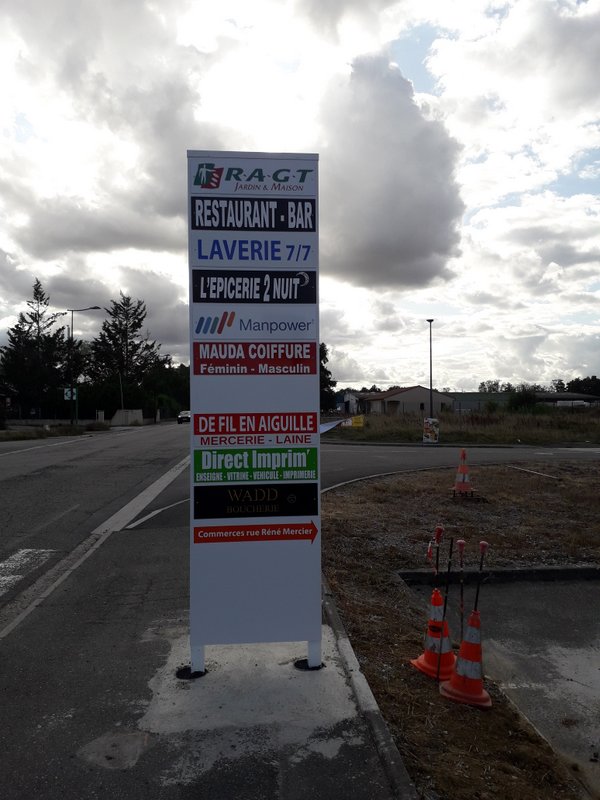 R·A·G·T
JARDIN & MAISON
RESTAURANT - BAR
LAVERIE 7/7
L'EPICERIE 2 NUIT
Manpower
MAUDA COIFFURE
Féminin - Masculin
DE FIL EN AIGUILLE
MERCERIE - LAINE
Direct Imprim'
ENSEIGNE - VITRINE - VEHICULE - IMPRIMERIE
WADD
BOUCHERIE
Commerces rue Réné Mercier